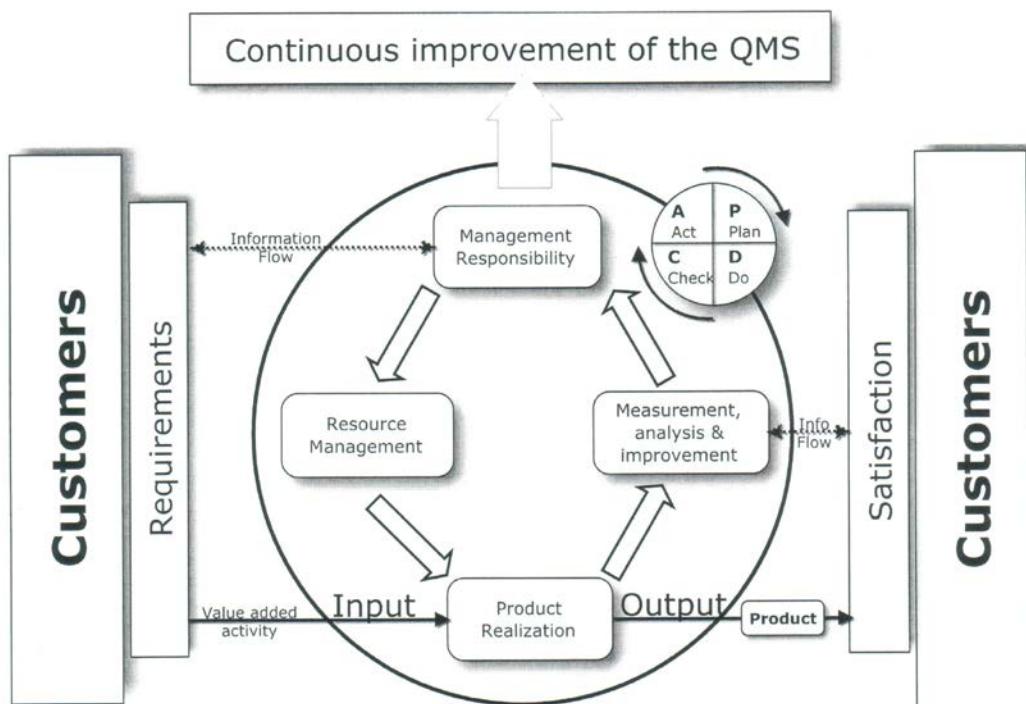 Continuous improvement of the QMS
Customers
Requirements
Information
Flow
Management
Responsibility
A
Act
P
Plan
C
Check
D
Do
Resource
Management
Measurement,
analysis &
improvement
Info
Flow
Satisfaction
Customers
Value added
activity
Input
Product
Realization
Output
Product